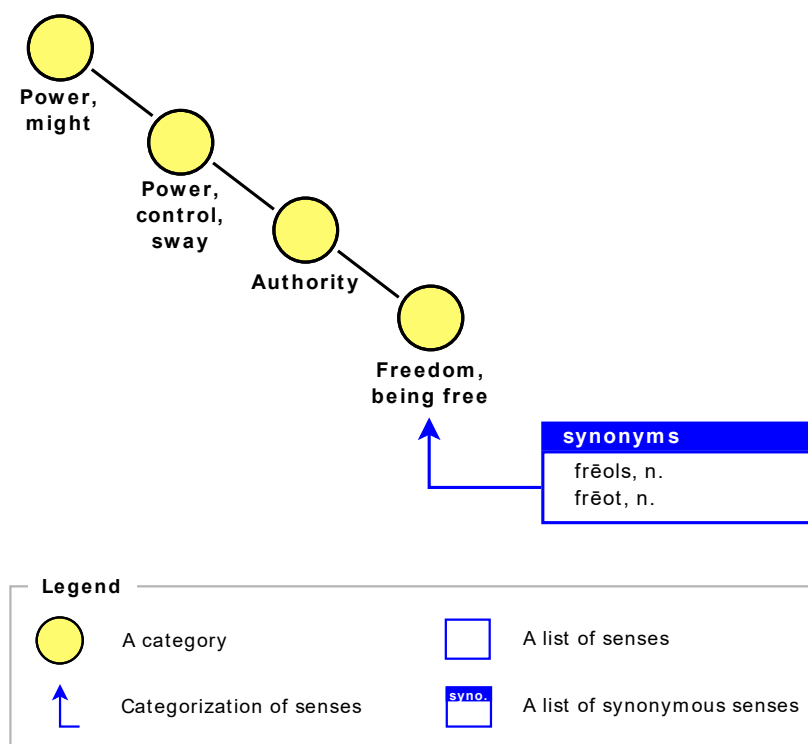 Power,
might
Power,
control,
sway
Authority
Freedom,
being free
synonyms
frēols, n.
frēot, n.
Legend
A category
A list of senses
Categorization of senses
syno.
A list of synonymous senses